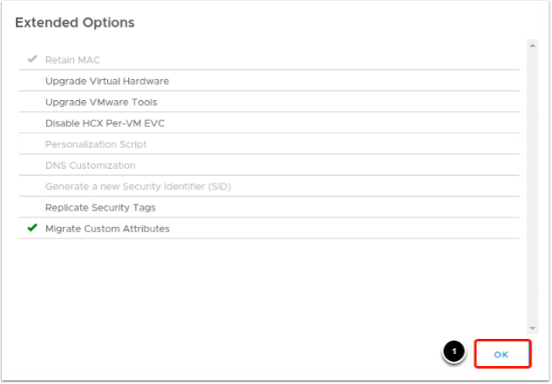 Extended Options
Retain MAC
Upgrade Virtual Hardware
Upgrade VMware Tools
Disable HCX Per-VM EVC
Personalization Script
DNS Customization
Generate a new Security Identifier (SID)
Replicate Security Tags
Migrate Custom Attributes
1
OK